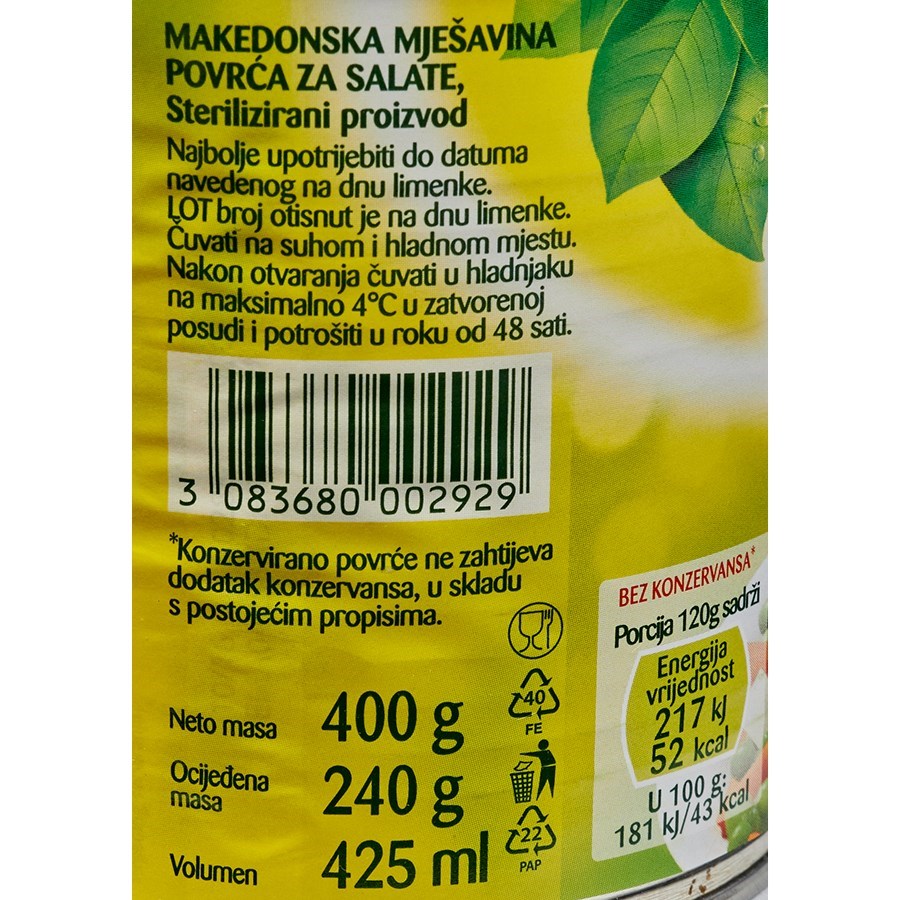 MAKEDONSKA MJEŠAVINA
POVRĆA ZA SALATE,
Sterilizirani proizvod
Najbolje upotrijebiti do datuma
navedenog na dnu limenke.
LOT broj otisnut je na dnu limenke.
Čuvati na suhom i hladnom mjestu.
Nakon otvaranja čuvati u hladnjaku
na maksimalno 4°C u zatvorenoj
posudi i potrošiti u roku od 48 sati.
3 083680 002929
*Konzervirano povrće ne zahtijeva
dodatak konzervansa, u skladu
s postojećim propisima.
BEZ KONZERVANSA*
Porcija 120g sadrži
Energija
vrijednost
217 kJ
52 kcal
U 100 g:
181 kJ/43 kcal
Neto masa 400 g
40
FE
Ocijeđena
masa 240 g
Volumen 425 ml
22
PAP